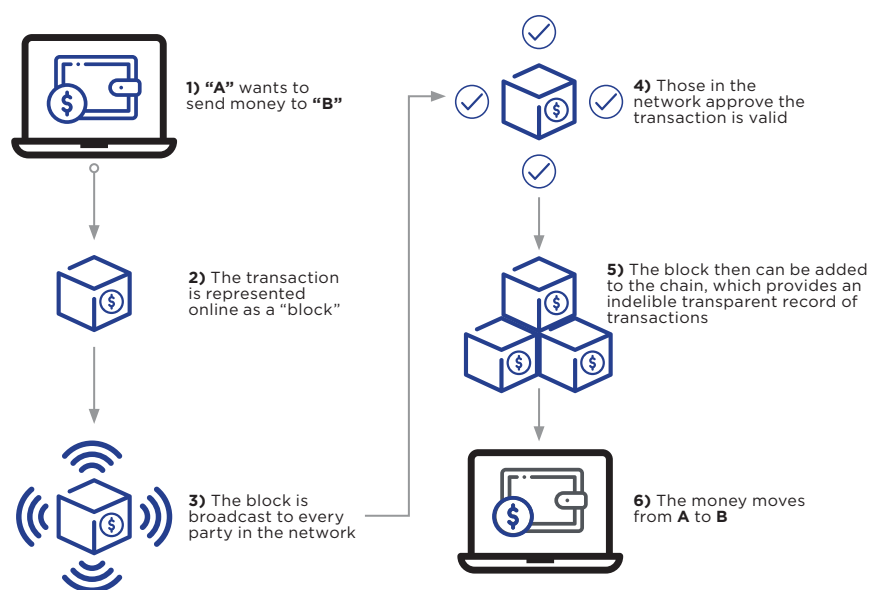 1) “A” wants to
send money to “B”
2) The transaction
is represented
online as a “block”
3) The block is
broadcast to every
party in the network
4) Those in the
network approve the
transaction is valid
5) The block then can be added
to the chain, which provides an
indelible transparent record of
transactions
6) The money moves
from A to B
$
$
$
$
$
$
$
$